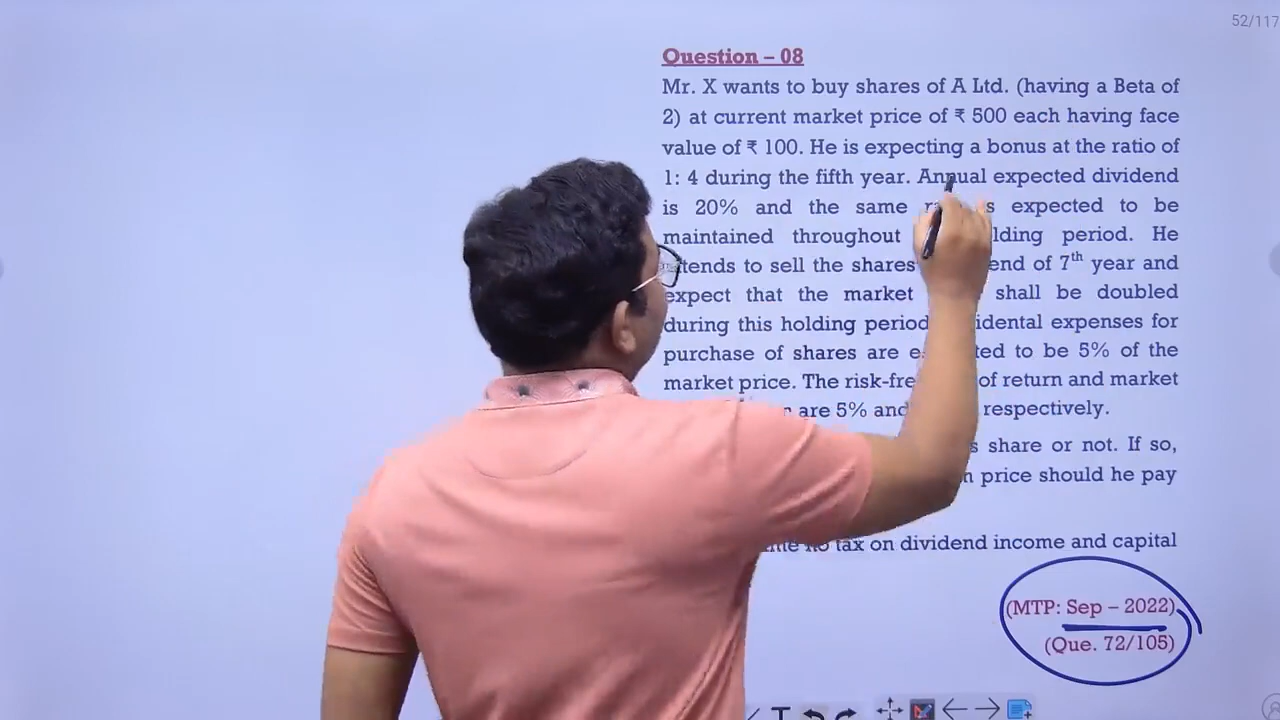 52/117
Question – 08
Mr. X wants to buy shares of A Ltd. (having a Beta of
2) at current market price of ₹ 500 each having face
value of ₹ 100. He is expecting a bonus at the ratio of
1: 4 during the fifth year. Annual expected dividend
is 20% and the same expected to be
maintained throughout period. He
to sell the shares end of 7th year and
expect that the market shall be doubled
during this holding period expenses for
purchase of shares are to be 5% of the
market price. The of return and market
are 5% and respectively.
share or not. If so,
price should he pay
no tax on dividend income and capital
(MTP: Sep – 2022)
(Que. 72/105)